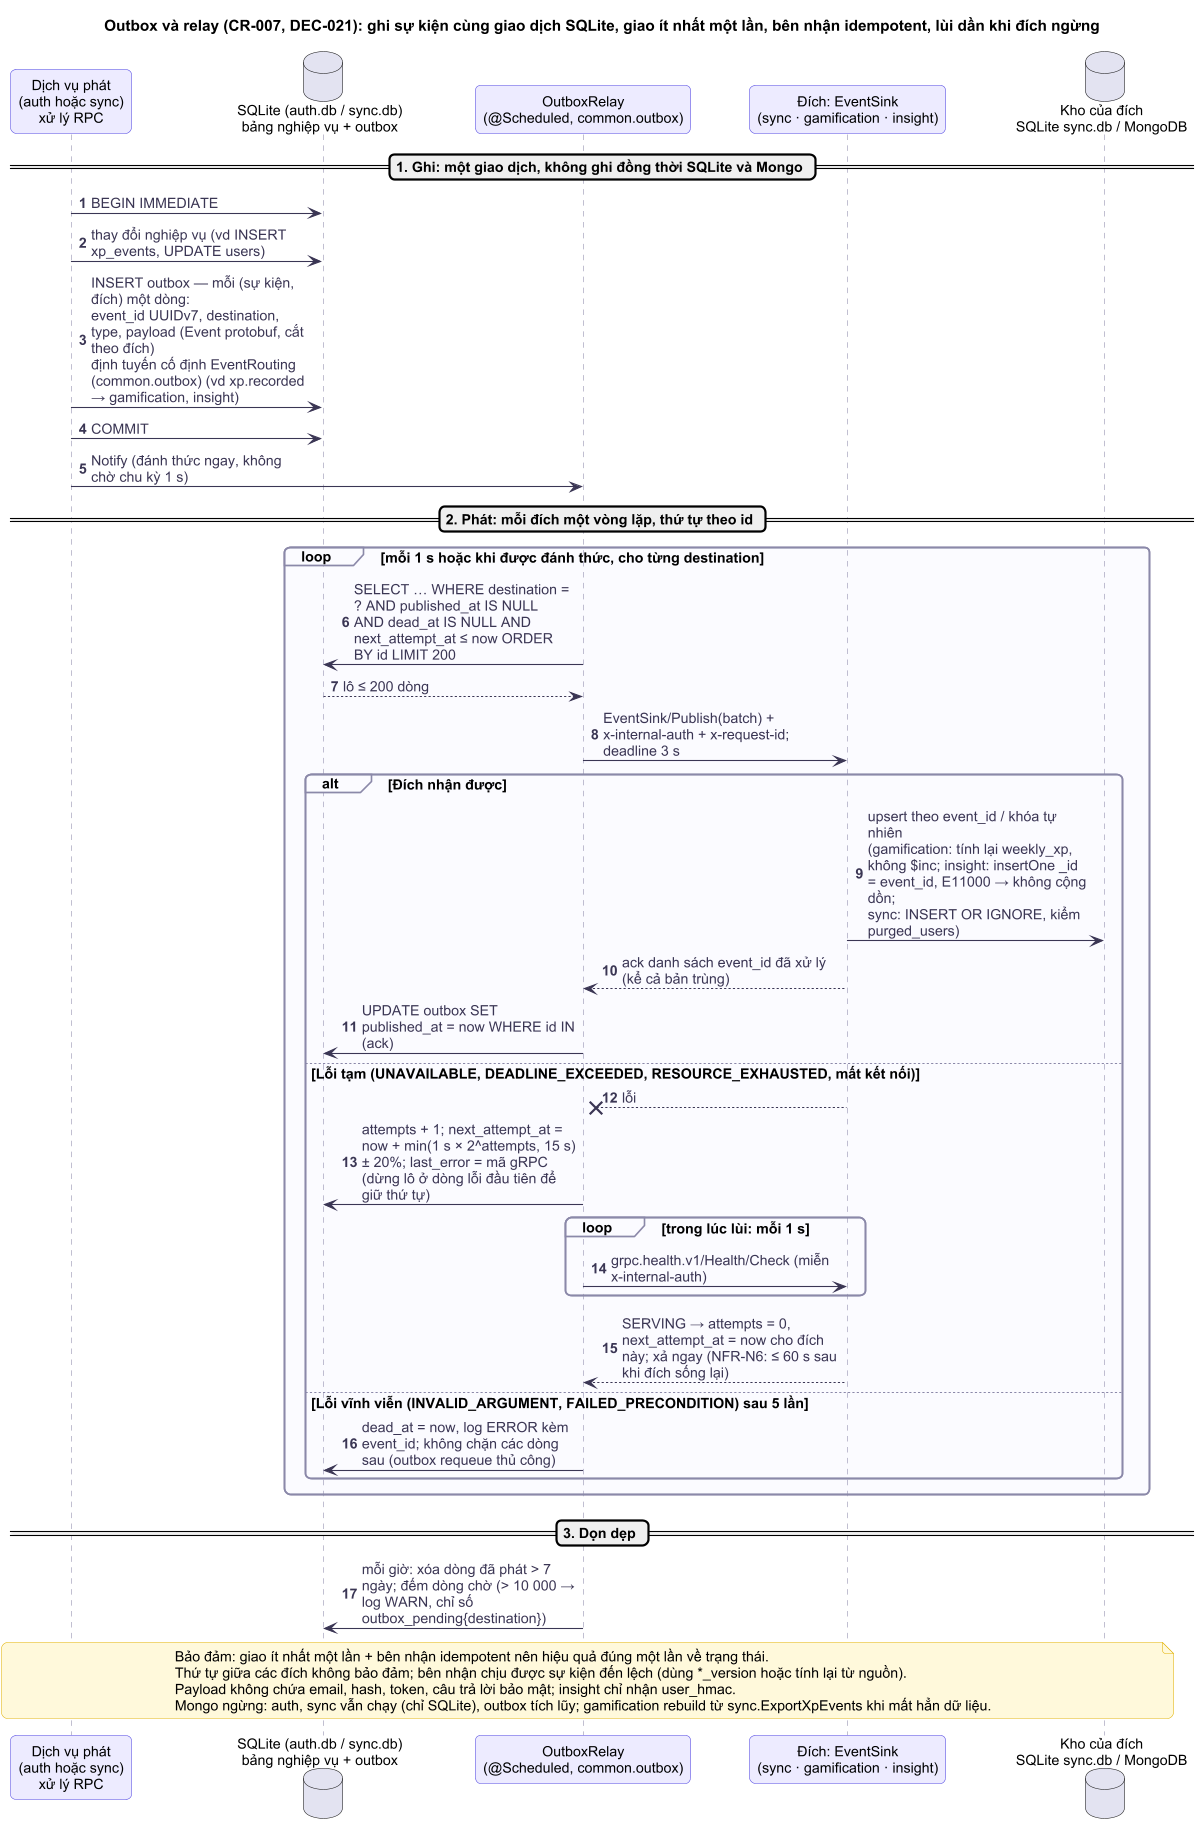 Outbox và relay (CR-007, DEC-021): ghi sự kiện cùng giao dịch SQLite, giao ít nhất một lần, bên nhận idempotent, lùi dần khi đích ngừng
Dịch vụ phát
(auth hoặc sync)
xử lý RPC
SQLite (auth.db / sync.db)
bảng nghiệp vụ + outbox
OutboxRelay
(@Scheduled, common.outbox)
Đích: EventSink
(sync · gamification · insight)
Kho của đích
SQLite sync.db / MongoDB
1. Ghi: một giao dịch, không ghi đồng thời SQLite và Mongo
1 BEGIN IMMEDIATE
2 thay đổi nghiệp vụ (vd INSERT
xp_events, UPDATE users)
INSERT outbox — mỗi (sự kiện,
đích) một dòng:
event_id UUIDv7, destination,
3 type, payload (Event protobuf, cắt
theo đích)
định tuyến cố định EventRouting
(common.outbox) (vd xp.recorded
→ gamification, insight)
4 COMMIT
5 Notify (đánh thức ngay, không
chờ chu kỳ 1 s)
2. Phát: mỗi đích một vòng lặp, thứ tự theo id
loop [mỗi 1 s hoặc khi được đánh thức, cho từng destination]
SELECT … WHERE destination =
? AND published_at IS NULL
6 AND dead_at IS NULL AND
next_attempt_at ≤ now ORDER
BY id LIMIT 200
7 lô ≤ 200 dòng
EventSink/Publish(batch) +
8 x-internal-auth + x-request-id;
deadline 3 s
alt [Đích nhận được]
upsert theo event_id / khóa tự
nhiên
(gamification: tính lại weekly_xp,
9 không $inc; insight: insertOne _id
= event_id, E11000 → không cộng
dồn;
sync: INSERT OR IGNORE, kiểm
purged_users)
10 ack danh sách event_id đã xử lý
(kể cả bản trùng)
UPDATE outbox SET
11 published_at = now WHERE id IN
(ack)
[Lỗi tạm (UNAVAILABLE, DEADLINE_EXCEEDED, RESOURCE_EXHAUSTED, mất kết nối)]
12 lỗi
attempts + 1; next_attempt_at =
now + min(1 s × 2^attempts, 15 s)
13 ± 20%; last_error = mã gRPC
(dừng lô ở dòng lỗi đầu tiên để
giữ thứ tự)
loop [trong lúc lùi: mỗi 1 s]
14 grpc.health.v1/Health/Check (miễn
x-internal-auth)
SERVING → attempts = 0,
next_attempt_at = now cho đích
15 này; xả ngay (NFR-N6: ≤ 60 s sau
khi đích sống lại)
[Lỗi vĩnh viễn (INVALID_ARGUMENT, FAILED_PRECONDITION) sau 5 lần]
dead_at = now, log ERROR kèm
16 event_id; không chặn các dòng
sau (outbox requeue thủ công)
3. Dọn dẹp
mỗi giờ: xóa dòng đã phát > 7
17 ngày; đếm dòng chờ (> 10 000 →
log WARN, chỉ số
outbox_pending{destination})
Bảo đảm: giao ít nhất một lần + bên nhận idempotent nên hiệu quả đúng một lần về trạng thái.
Thứ tự giữa các đích không bảo đảm; bên nhận chịu được sự kiện đến lệch (dùng *_version hoặc tính lại từ nguồn).
Payload không chứa email, hash, token, câu trả lời bảo mật; insight chỉ nhận user_hmac.
Mongo ngừng: auth, sync vẫn chạy (chỉ SQLite), outbox tích lũy; gamification rebuild từ sync.ExportXpEvents khi mất hẳn dữ liệu.
Dịch vụ phát
(auth hoặc sync)
xử lý RPC
SQLite (auth.db / sync.db)
bảng nghiệp vụ + outbox
OutboxRelay
(@Scheduled, common.outbox)
Đích: EventSink
(sync · gamification · insight)
Kho của đích
SQLite sync.db / MongoDB